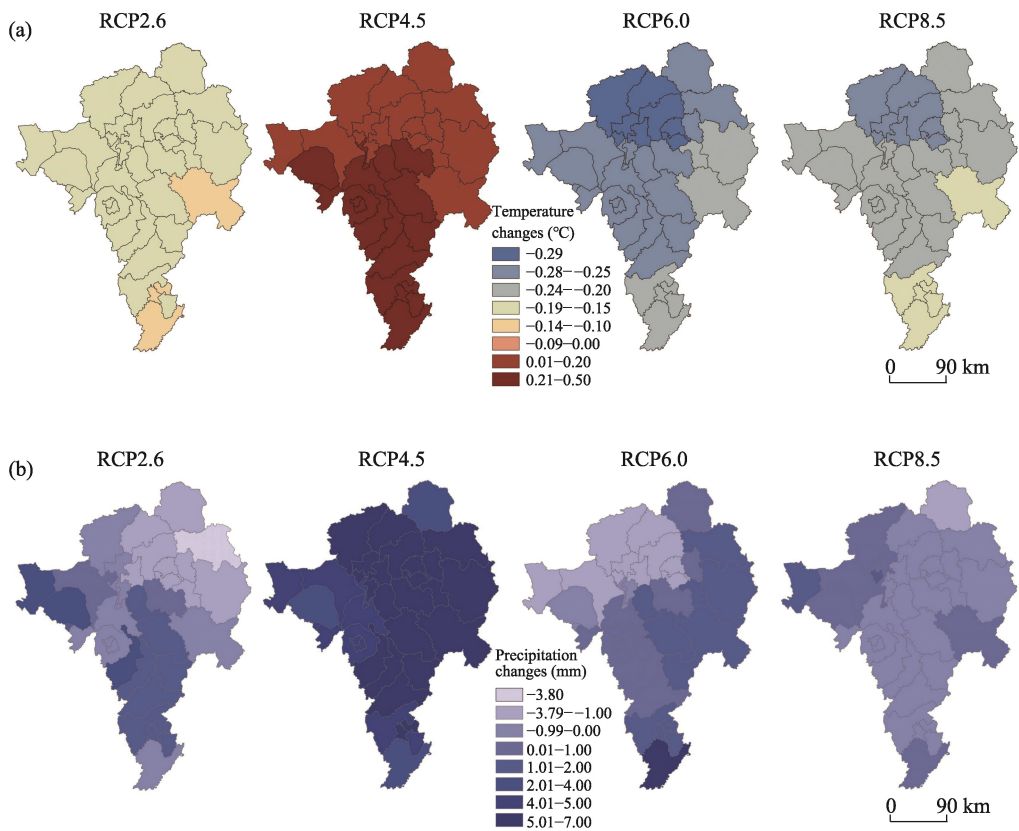 (a)
RCP2.6
RCP4.5
RCP6.0
RCP8.5
Temperature
changes (℃)
−0.29
−0.28−−0.25
−0.24−−0.20
−0.19−−0.15
−0.14−−0.10
−0.09−0.00
0.01−0.20
0.21−0.50
0 90 km
(b)
RCP2.6
RCP4.5
RCP6.0
RCP8.5
Precipitation
changes (mm)
−3.80
−3.79−−1.00
−0.99−0.00
0.01−1.00
1.01−2.00
2.01−4.00
4.01−5.00
5.01−7.00
0 90 km